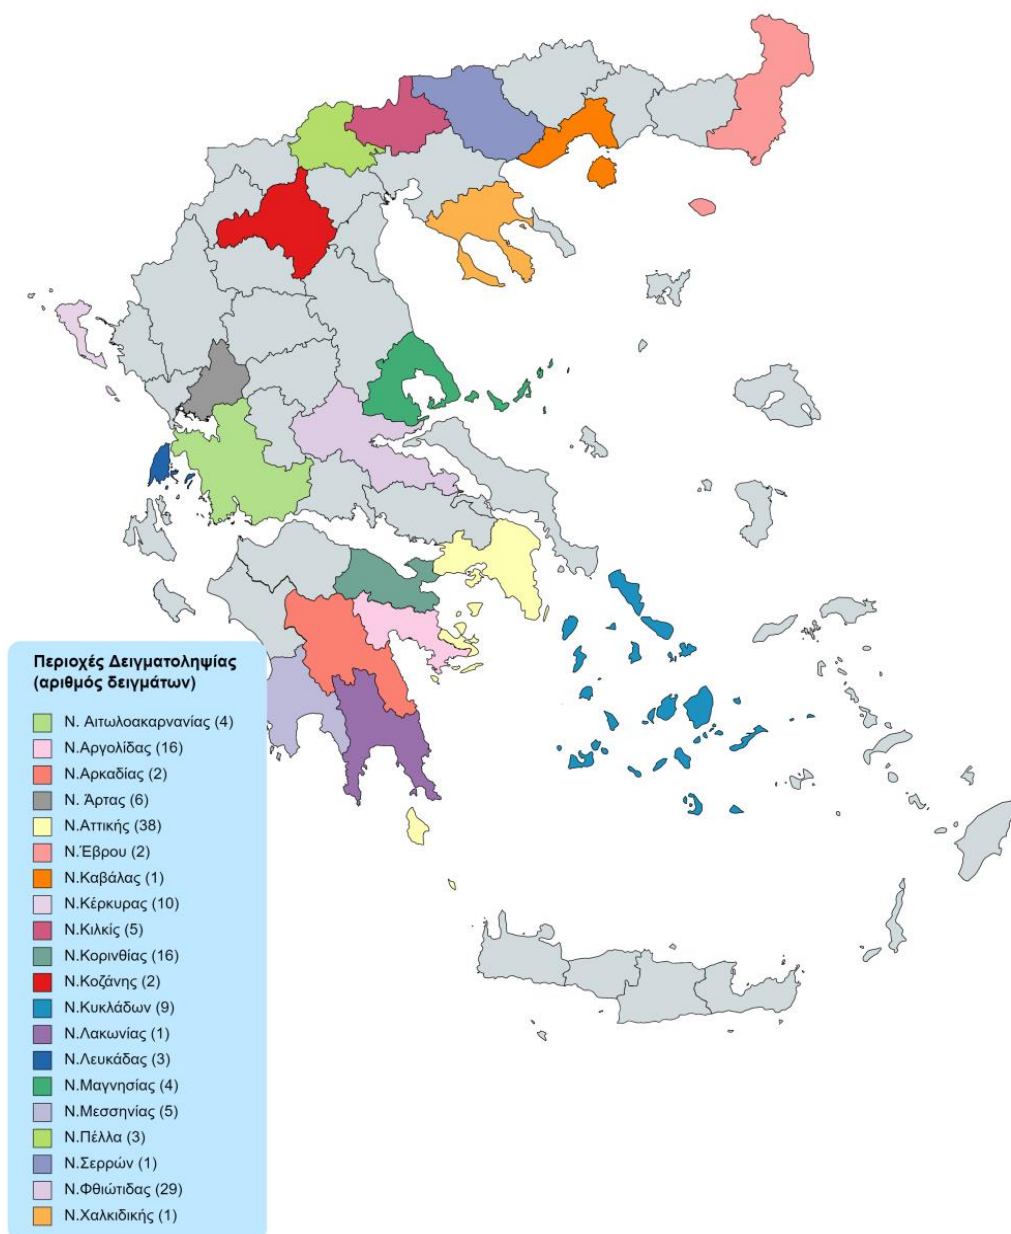 Περιοχές Δειγματοληψίας
(αριθμός δειγμάτων)
Ν. Αιτωλοακαρνανίας (4)
Ν.Αργολίδας (16)
Ν.Αρκαδίας (2)
Ν. Άρτας (6)
Ν.Αττικής (38)
Ν.Έβρου (2)
Ν.Καβάλας (1)
Ν.Κέρκυρας (10)
Ν.Κιλκίς (5)
Ν.Κορινθίας (16)
Ν.Κοζάνης (2)
Ν.Κυκλάδων (9)
Ν.Λακωνίας (1)
Ν.Λευκάδας (3)
Ν.Μαγνησίας (4)
Ν.Μεσσηνίας (5)
Ν.Πέλλα (3)
Ν.Σερρών (1)
Ν.Φθιώτιδας (29)
Ν.Χαλκιδικής (1)